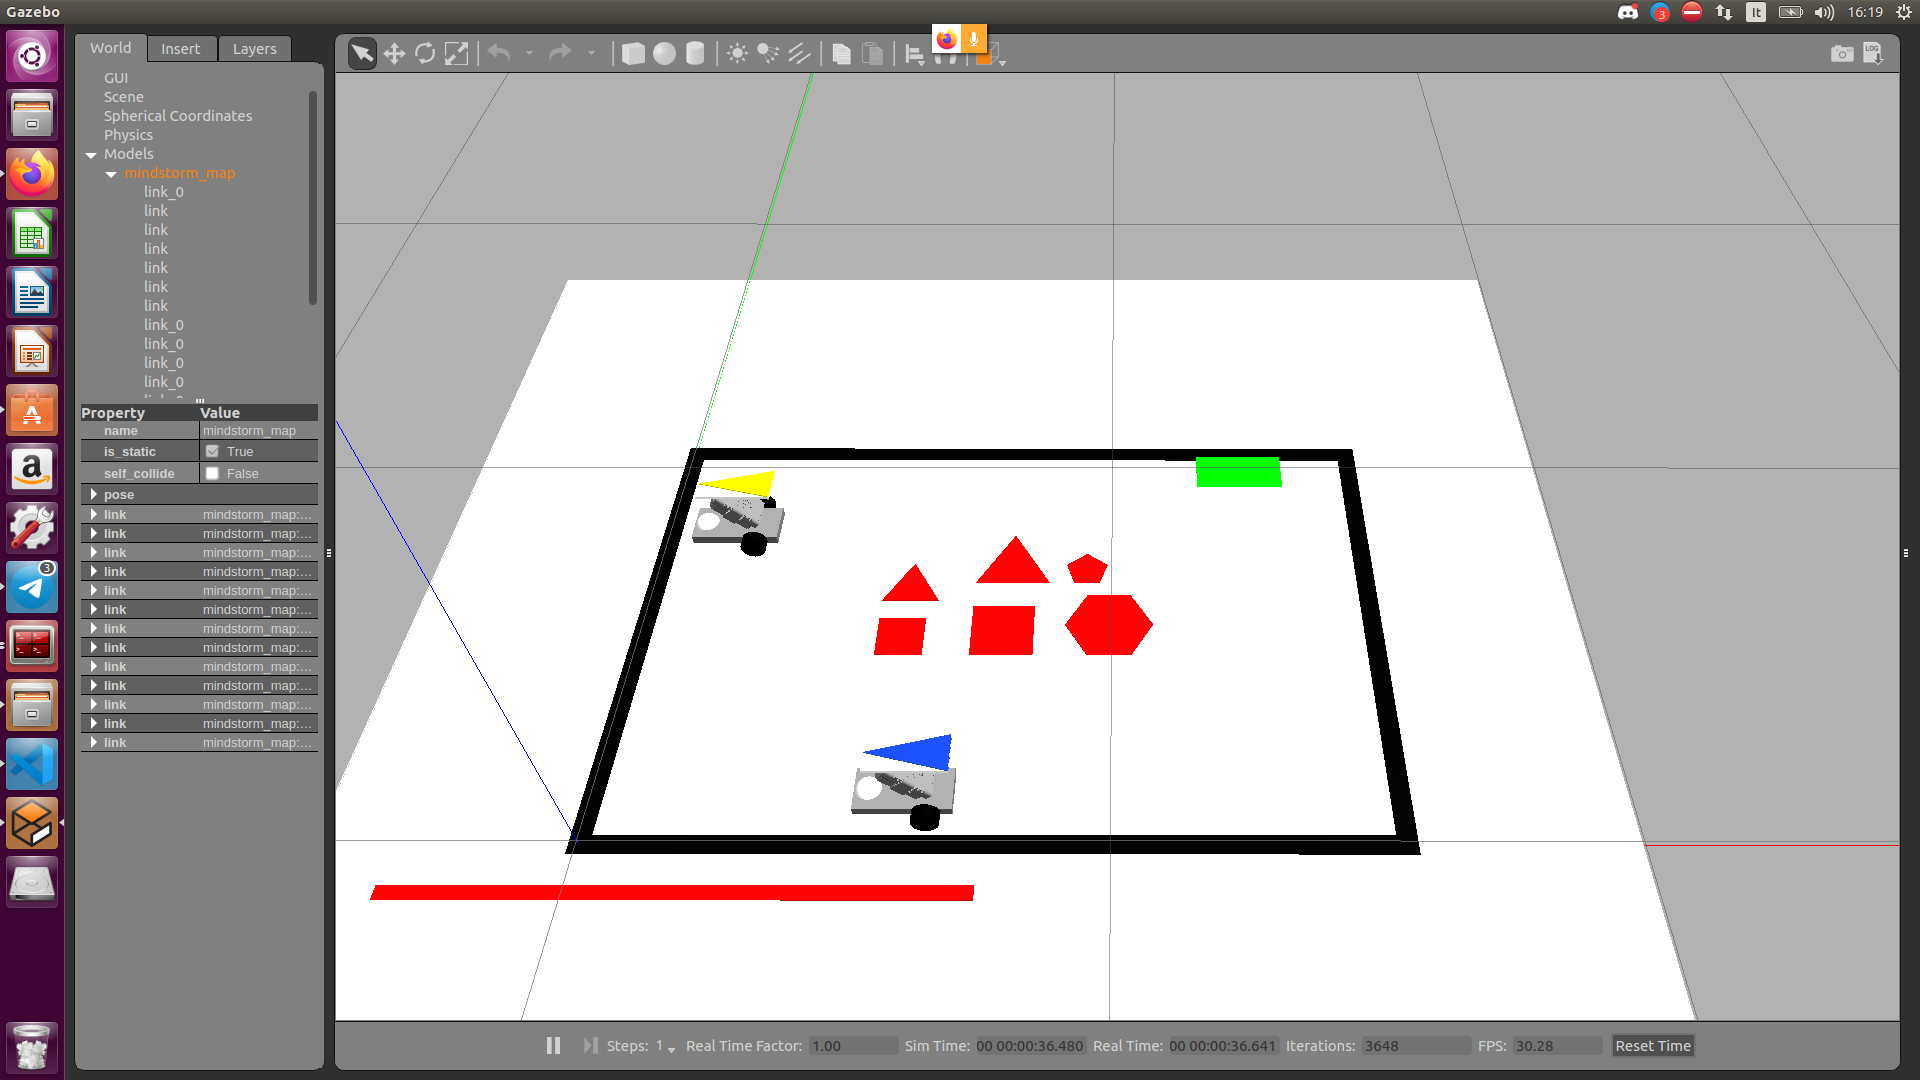 Gazebo
3
It
16:19
World Insert Layers
GUI
Scene
Spherical Coordinates
Physics
Models
mindstorm_map
link_0
link
link
link
link
link
link
link_0
link_0
link_0
link_0
Property Value
name mindstorm_map
is_static True
self_collide False
pose
link mindstorm_map:...
link mindstorm_map:...
link mindstorm_map:...
link mindstorm_map:...
link mindstorm_map:...
link mindstorm_map:...
link mindstorm_map:...
link mindstorm_map:...
link mindstorm_map:...
link mindstorm_map:...
link mindstorm_map:...
link mindstorm_map:...
link mindstorm_map:...
LOG
3
Steps: 1 Real Time Factor: 1.00 Sim Time: 00 00:00:36.480 Real Time: 00 00:00:36.641 Iterations: 3648 FPS: 30.28 Reset Time